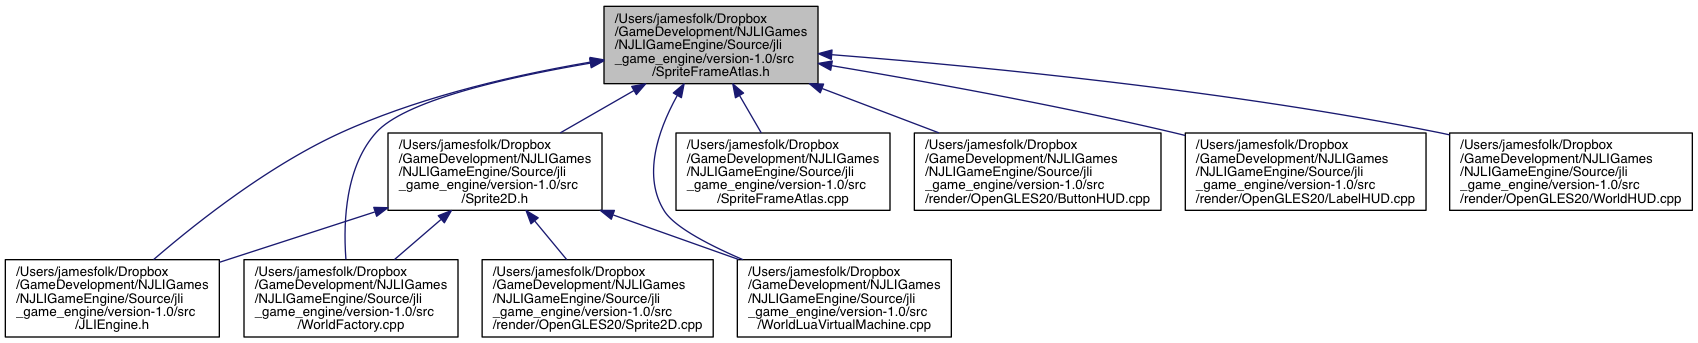 /Users/jamesfolk/Dropbox
/GameDevelopment/NJLIGames
/NJLIGameEngine/Source/jli
_game_engine/version-1.0/src
/SpriteFrameAtlas.h
/Users/jamesfolk/Dropbox
/GameDevelopment/NJLIGames
/NJLIGameEngine/Source/jli
_game_engine/version-1.0/src
/Sprite2D.h
/Users/jamesfolk/Dropbox
/GameDevelopment/NJLIGames
/NJLIGameEngine/Source/jli
_game_engine/version-1.0/src
/SpriteFrameAtlas.cpp
/Users/jamesfolk/Dropbox
/GameDevelopment/NJLIGames
/NJLIGameEngine/Source/jli
_game_engine/version-1.0/src
/render/OpenGLES20/ButtonHUD.cpp
/Users/jamesfolk/Dropbox
/GameDevelopment/NJLIGames
/NJLIGameEngine/Source/jli
_game_engine/version-1.0/src
/render/OpenGLES20/LabelHUD.cpp
/Users/jamesfolk/Dropbox
/GameDevelopment/NJLIGames
/NJLIGameEngine/Source/jli
_game_engine/version-1.0/src
/render/OpenGLES20/WorldHUD.cpp
/Users/jamesfolk/Dropbox
/GameDevelopment/NJLIGames
/NJLIGameEngine/Source/jli
_game_engine/version-1.0/src
/JLIEngine.h
/Users/jamesfolk/Dropbox
/GameDevelopment/NJLIGames
/NJLIGameEngine/Source/jli
_game_engine/version-1.0/src
/WorldFactory.cpp
/Users/jamesfolk/Dropbox
/GameDevelopment/NJLIGames
/NJLIGameEngine/Source/jli
_game_engine/version-1.0/src
/render/OpenGLES20/Sprite2D.cpp
/Users/jamesfolk/Dropbox
/GameDevelopment/NJLIGames
/NJLIGameEngine/Source/jli
_game_engine/version-1.0/src
/WorldLuaVirtualMachine.cpp